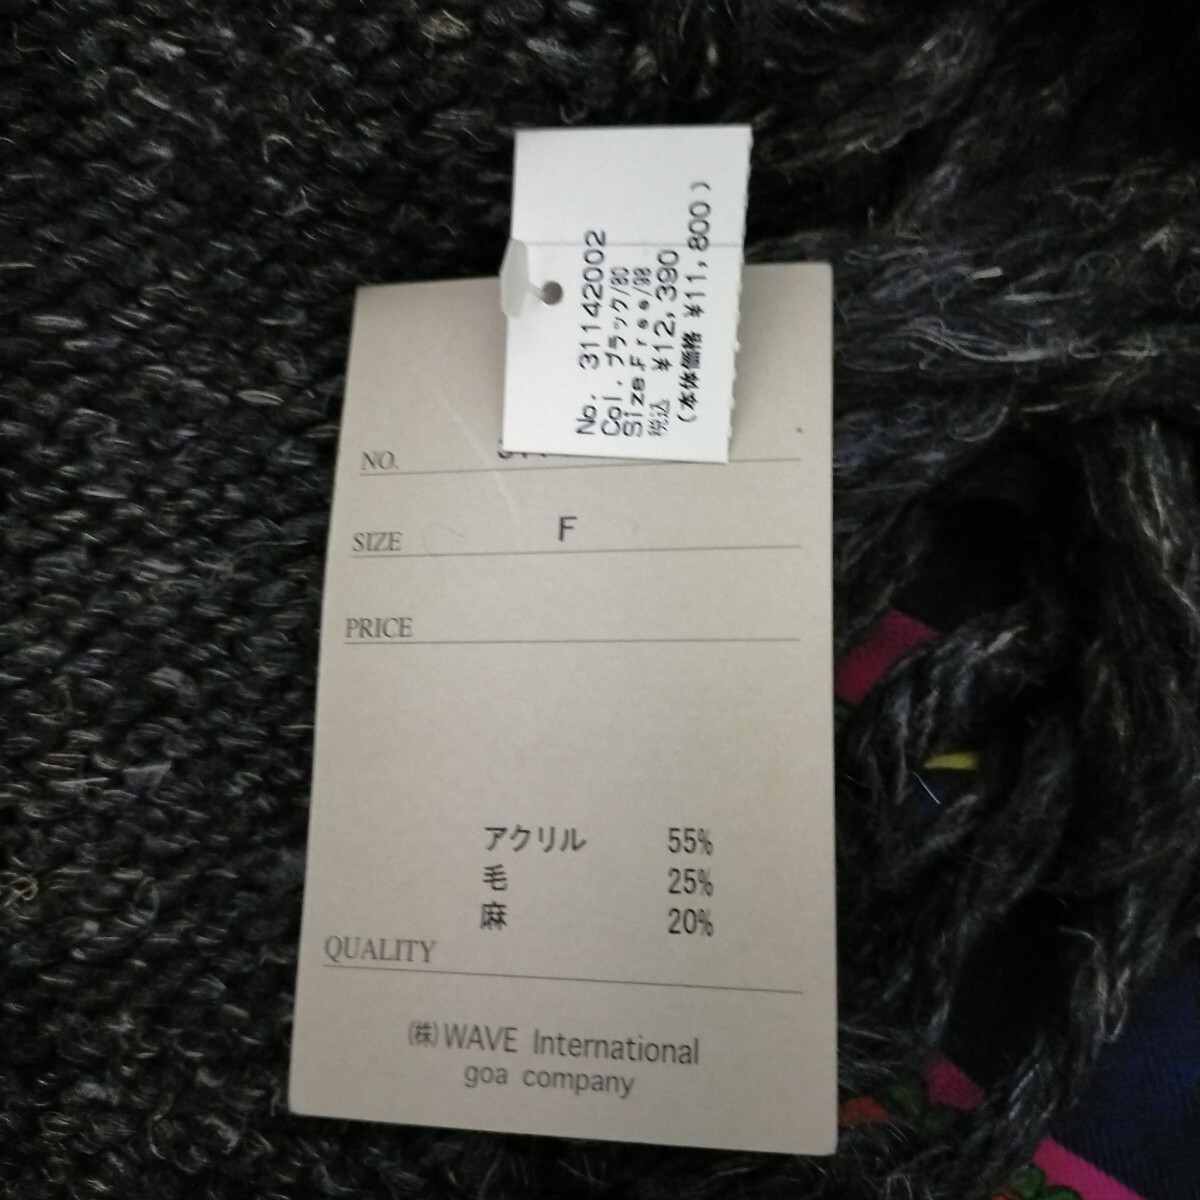 No. 31142002
Col. ブラック/90
Size Free/98
税込 ¥12,390
(本体価格 ¥11,800)
NO.
SIZE F
PRICE
アクリル 55%
毛 25%
麻 20%
QUALITY
(株)WAVE International
goa company